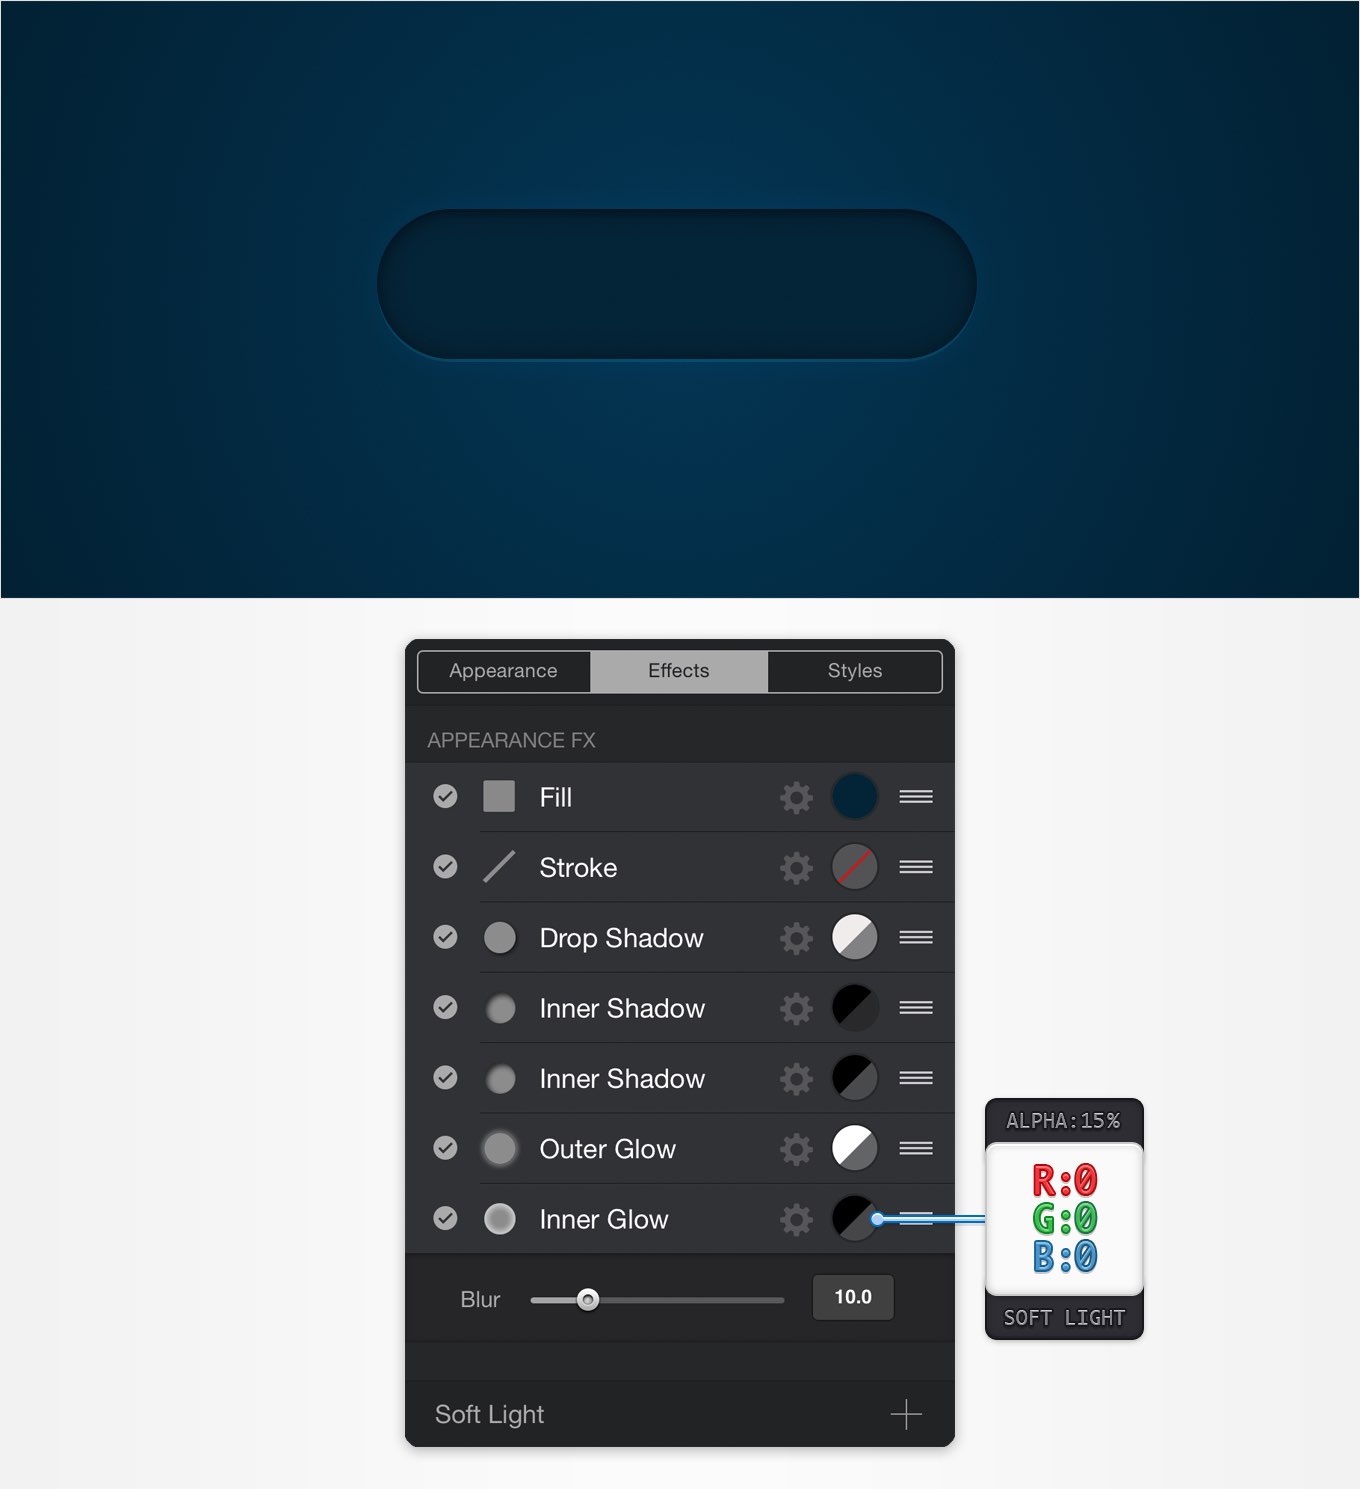 Appearance
Effects
Styles
APPEARANCE FX
Fill
Stroke
Drop Shadow
Inner Shadow
Inner Shadow
Outer Glow
Inner Glow
Blur
10.0
Soft Light
ALPHA:15%
R:0
G:0
B:0
SOFT LIGHT